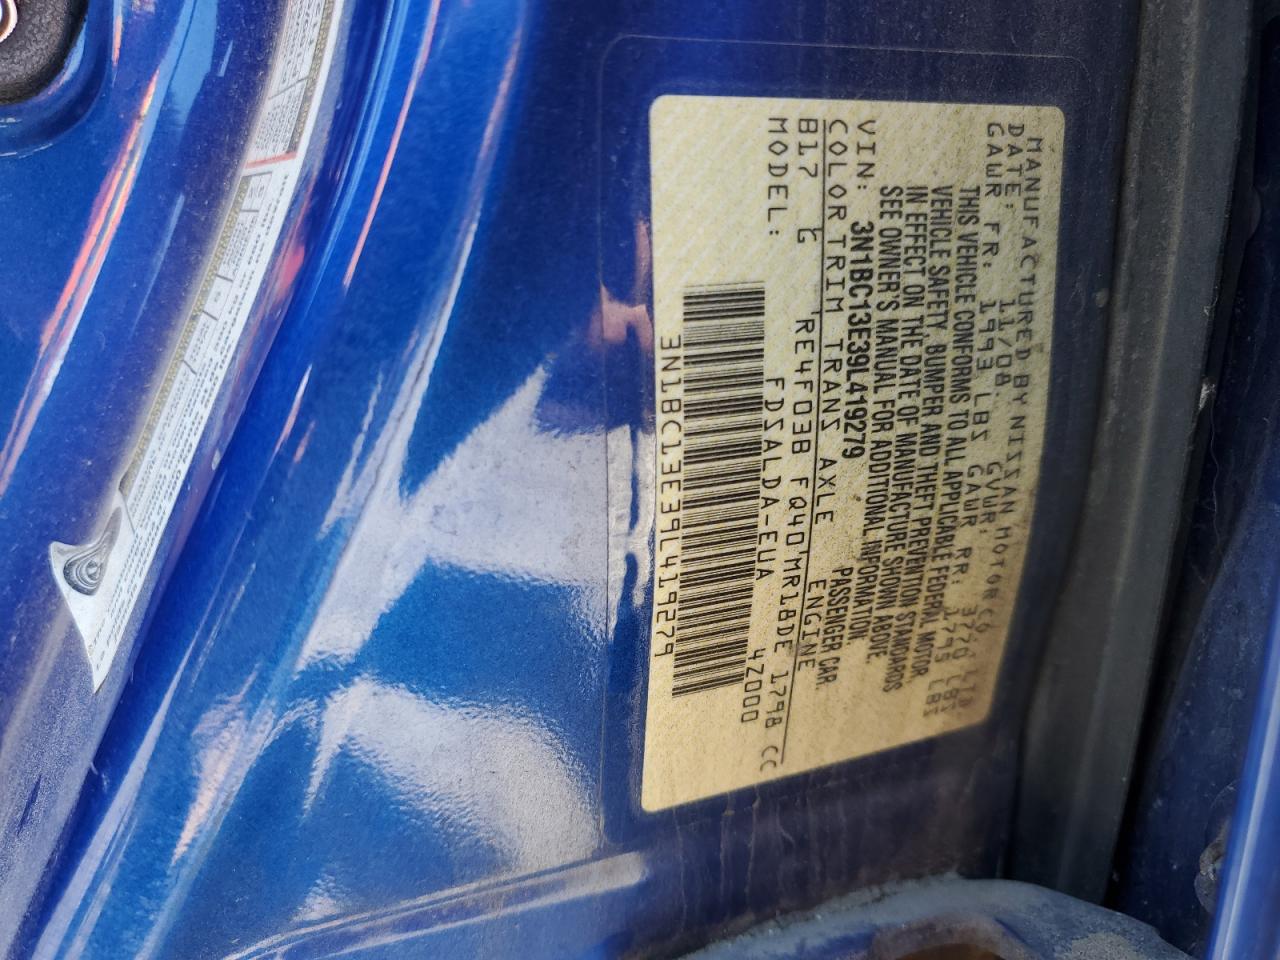 MANUFACTURED BY NISSAN MOTOR CO.
DATE: 11/08 GVWR: 3770 LBS
GAWR FR: 1993 LBS GAWR RR: 1795 LBS
THIS VEHICLE CONFORMS TO ALL APPLICABLE FEDERAL MOTOR
VEHICLE SAFETY, BUMPER AND THEFT PREVENTION STANDARDS
IN EFFECT ON THE DATE OF MANUFACTURE SHOWN ABOVE.
SEE OWNER'S MANUAL FOR ADDITIONAL INFORMATION.
VIN: 3N1BC13E39L419279 PASSENGER CAR.
COLOR TRIM TRANS AXLE ENGINE
B17 G RE4F03B FQ40 MR18DE 1798 CC
MODEL: FDSALDA-EUA 4Z000
3N1BC13E39L419279